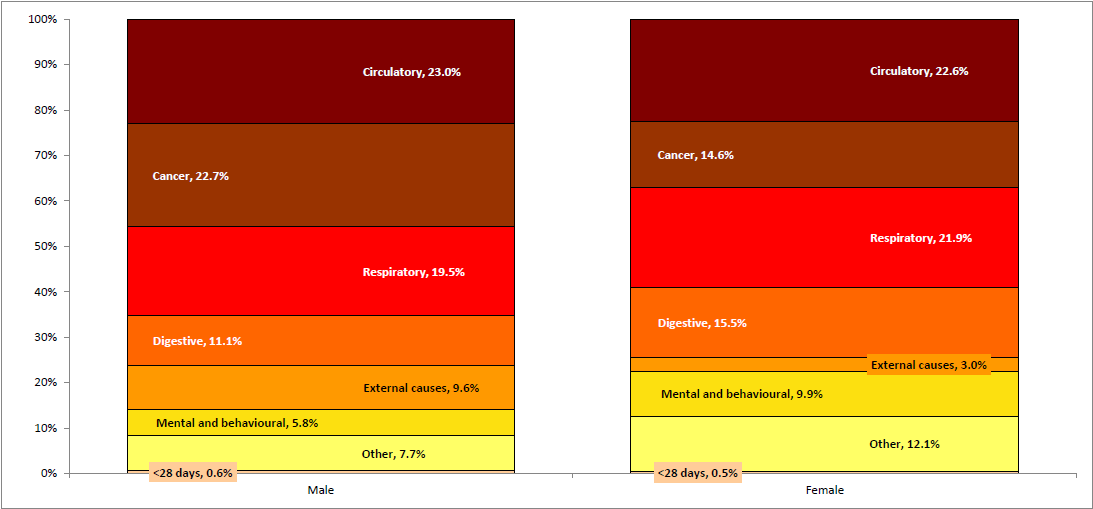 100%
90%
80%
70%
60%
50%
40%
30%
20%
10%
0%
Circulatory, 23.0%
Cancer, 22.7%
Respiratory, 19.5%
Digestive, 11.1%
External causes, 9.6%
Mental and behavioural, 5.8%
Other, 7.7%
<28 days, 0.6%
Male
Circulatory, 22.6%
Cancer, 14.6%
Respiratory, 21.9%
Digestive, 15.5%
External causes, 3.0%
Mental and behavioural, 9.9%
Other, 12.1%
<28 days, 0.5%
Female